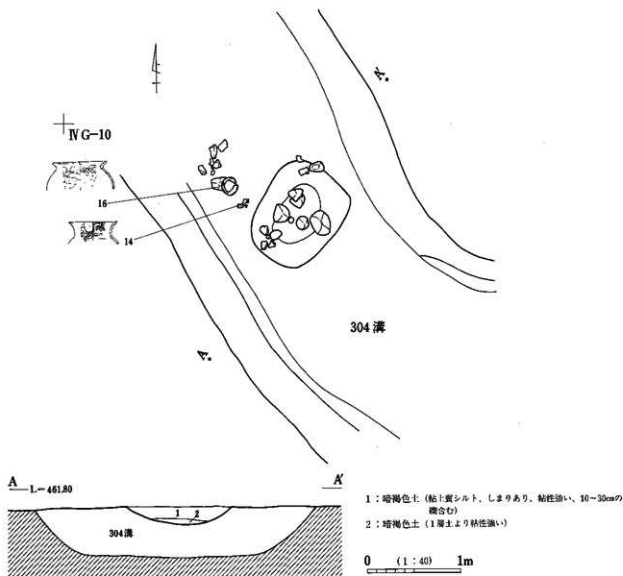 ⅣG-10
16
14
A'
A
304 溝
A
L=461.80
A'
1
2
304溝
1：暗褐色土（粘土質シルト、しまりあり、粘性強い、10～30cmの
礫含む）
2：暗褐色土（1層土より粘性強い）
0 (1：40) 1m